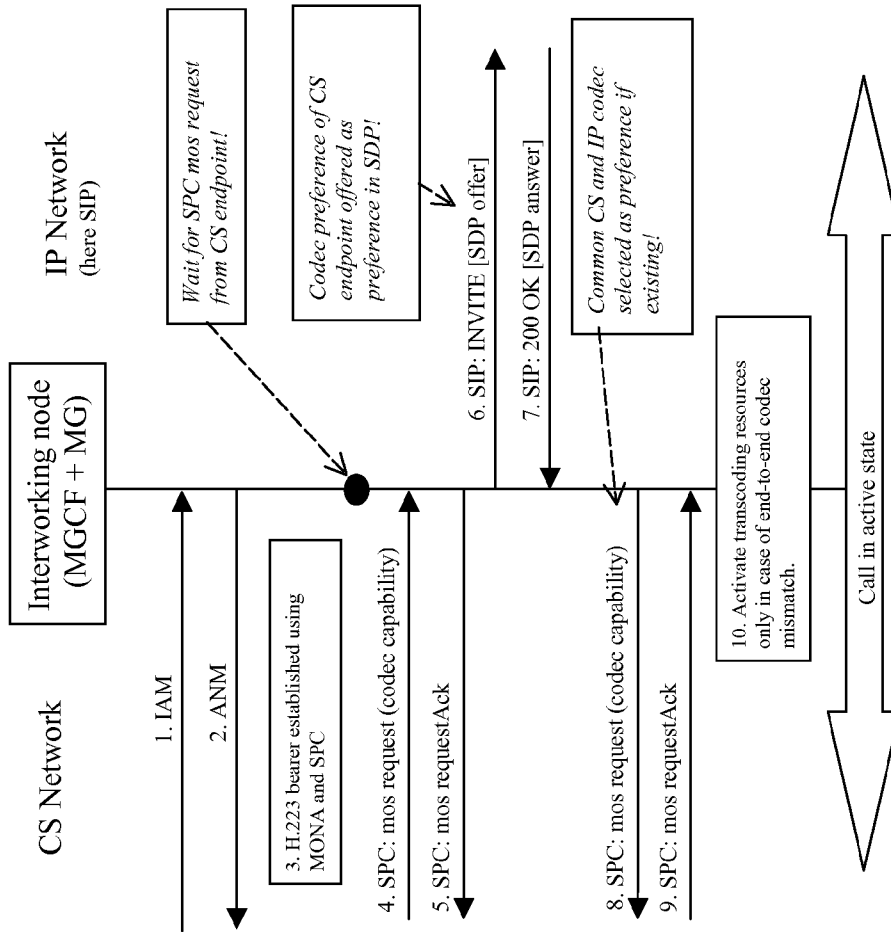 CS Network
Interworking node
(MGCF + MG)
IP Network
(here SIP)
1. IAM
2. ANM
Wait for SPC mos request
from CS endpoint!
3. H.223 bearer established using
MONA and SPC
4. SPC: mos request (codec capability)
5. SPC: mos requestAck
Codec preference of CS
endpoint offered as
preference in SDP!
6. SIP: INVITE [SDP offer]
7. SIP: 200 OK [SDP answer]
Common CS and IP codec
selected as preference if
existing!
8. SPC: mos request (codec capability)
9. SPC: mos requestAck
10. Activate transcoding resources
only in case of end-to-end codec
mismatch.
Call in active state